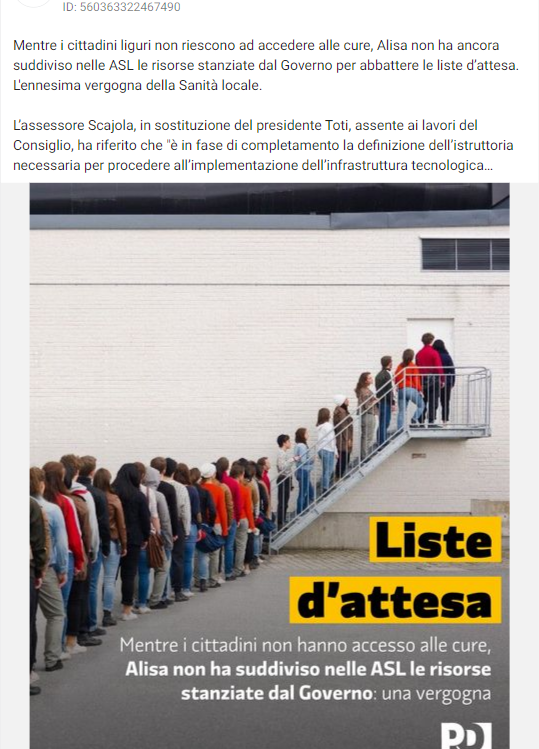 ID: 560363322467490
Mentre i cittadini liguri non riescono ad accedere alle cure, Alisa non ha ancora
suddiviso nelle ASL le risorse stanziate dal Governo per abbattere le liste d’attesa.
L'ennesima vergogna della Sanità locale.
L’assessore Scajola, in sostituzione del presidente Toti, assente ai lavori del
Consiglio, ha riferito che "è in fase di completamento la definizione dell’istruttoria
necessaria per procedere all’implementazione dell’infrastruttura tecnologica...
Liste
d’attesa
Mentre i cittadini non hanno accesso alle cure,
Alisa non ha suddiviso nelle ASL le risorse
stanziate dal Governo: una vergogna
PD